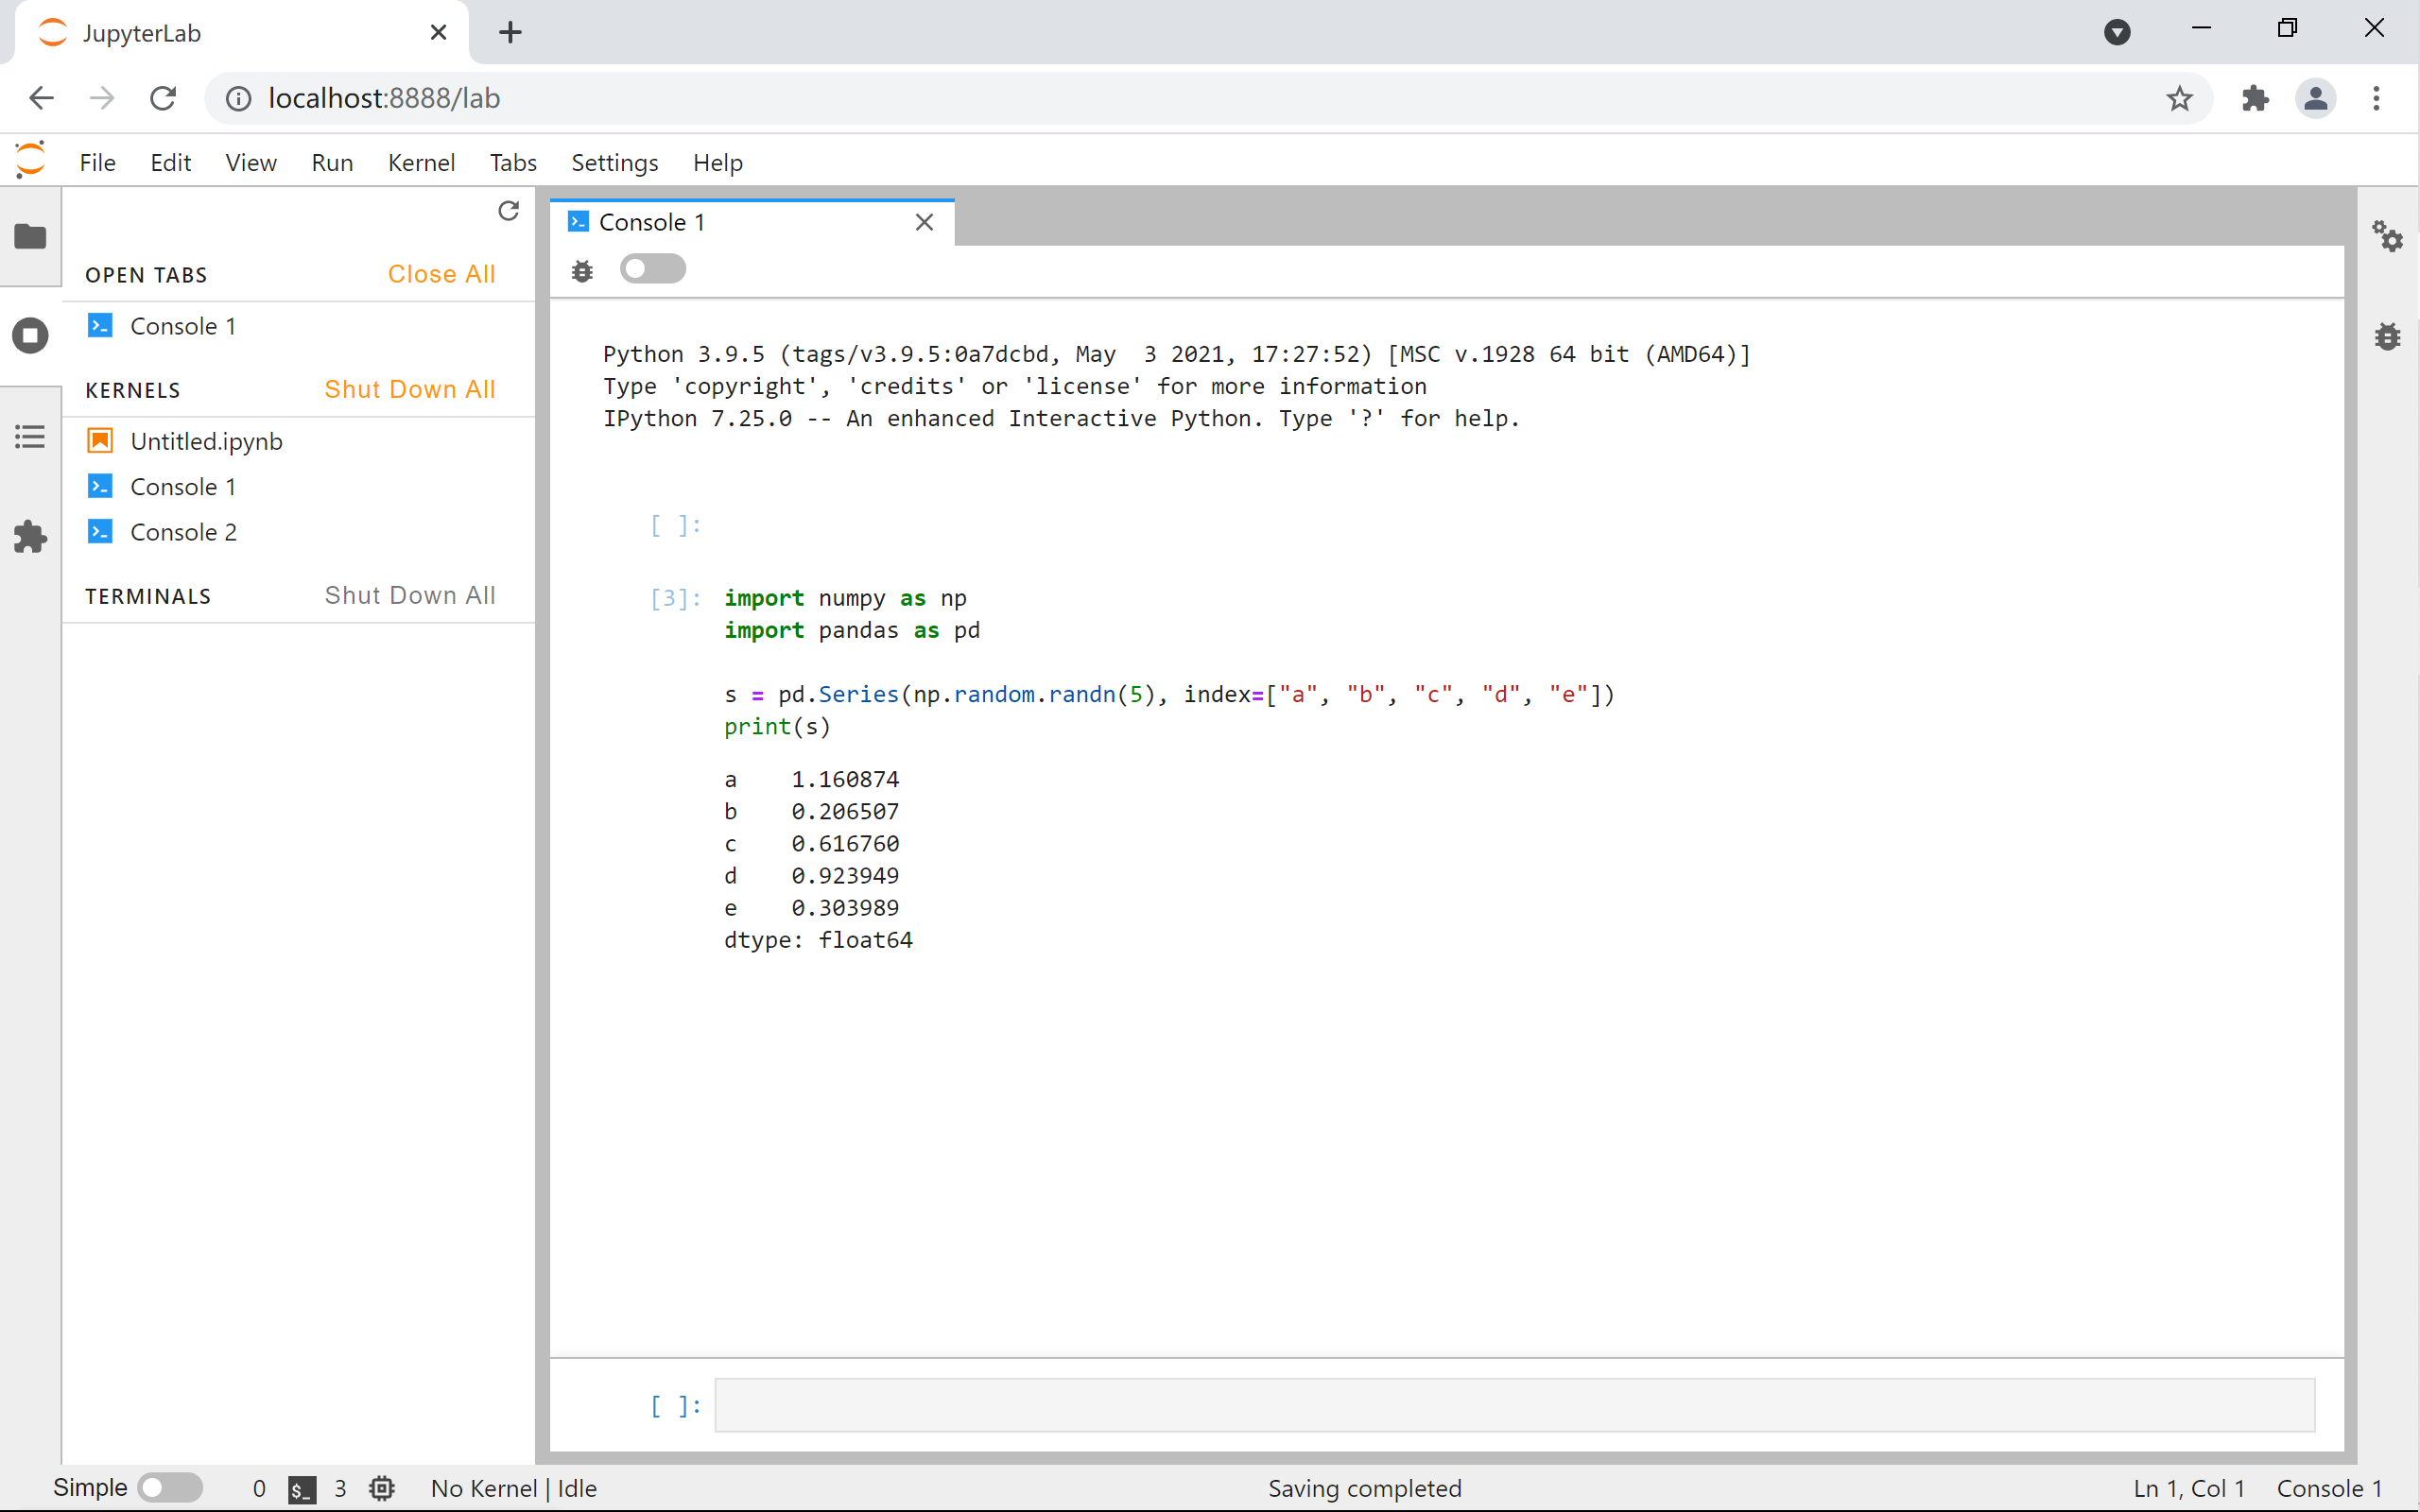 JupyterLab
localhost:8888/lab
File Edit View Run Kernel Tabs Settings Help
OPEN TABS Close All
Console 1
KERNELS Shut Down All
Untitled.ipynb
Console 1
Console 2
TERMINALS Shut Down All
Console 1
Python 3.9.5 (tags/v3.9.5:0a7dcbd, May  3 2021, 17:27:52) [MSC v.1928 64 bit (AMD64)]
Type 'copyright', 'credits' or 'license' for more information
IPython 7.25.0 -- An enhanced Interactive Python. Type '?' for help.
[ ]:
[3]: import numpy as np
import pandas as pd
s = pd.Series(np.random.randn(5), index=["a", "b", "c", "d", "e"])
print(s)
a    1.160874
b    0.206507
c    0.616760
d    0.923949
e    0.303989
dtype: float64
[ ]:
Simple 0 $_ 3 No Kernel | Idle Saving completed Ln 1, Col 1 Console 1